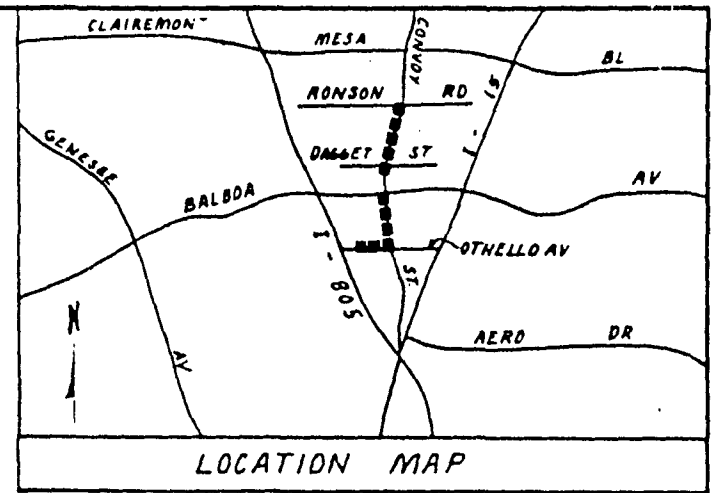 CLAIREMONT
MESA
BL
CONVOY
RONSON RD
I - 15
GENESEE
DAGGET ST
BALBOA
AV
OTHELLO AV
I - 805
ST.
AERO DR
N
AV
LOCATION MAP